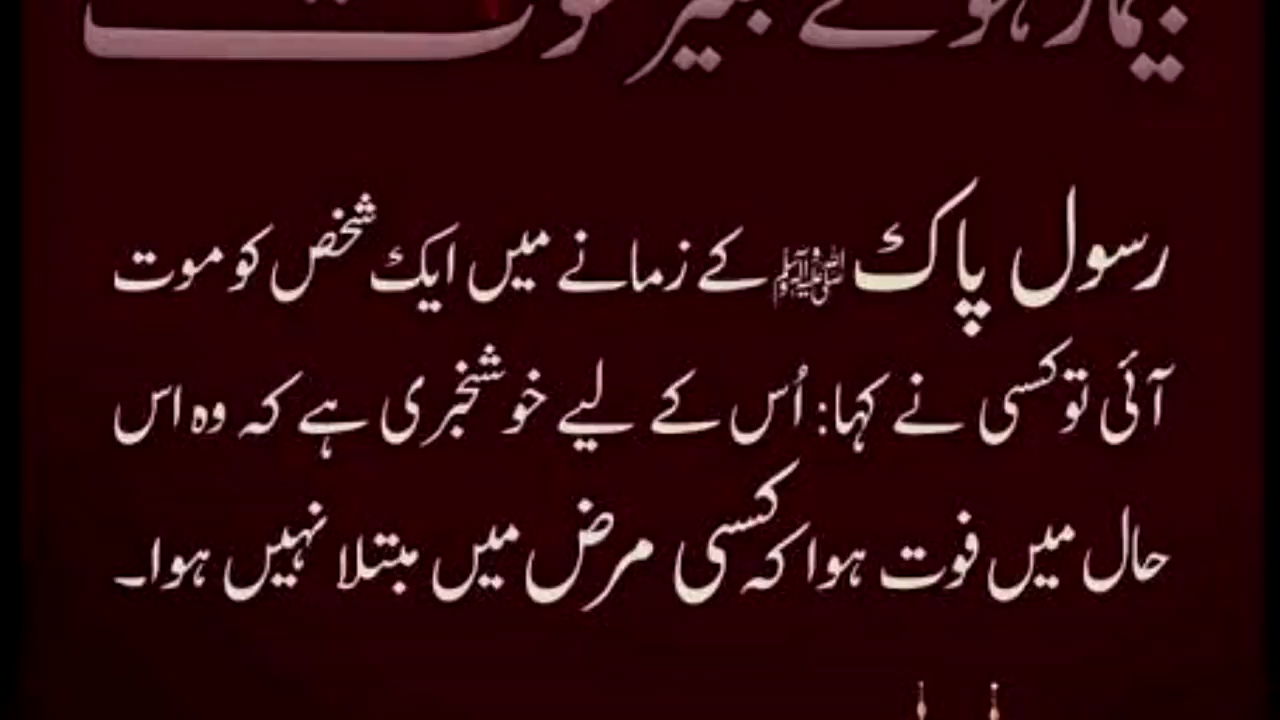 بیمار ہوئے بغیر موت
رسول پاک ﷺ کے زمانے میں ایک شخص کو موت
آئی تو کسی نے کہا: اُس کے لیے خوشخبری ہے کہ وہ اس
حال میں فوت ہوا کہ کسی مرض میں مبتلا نہیں ہوا۔